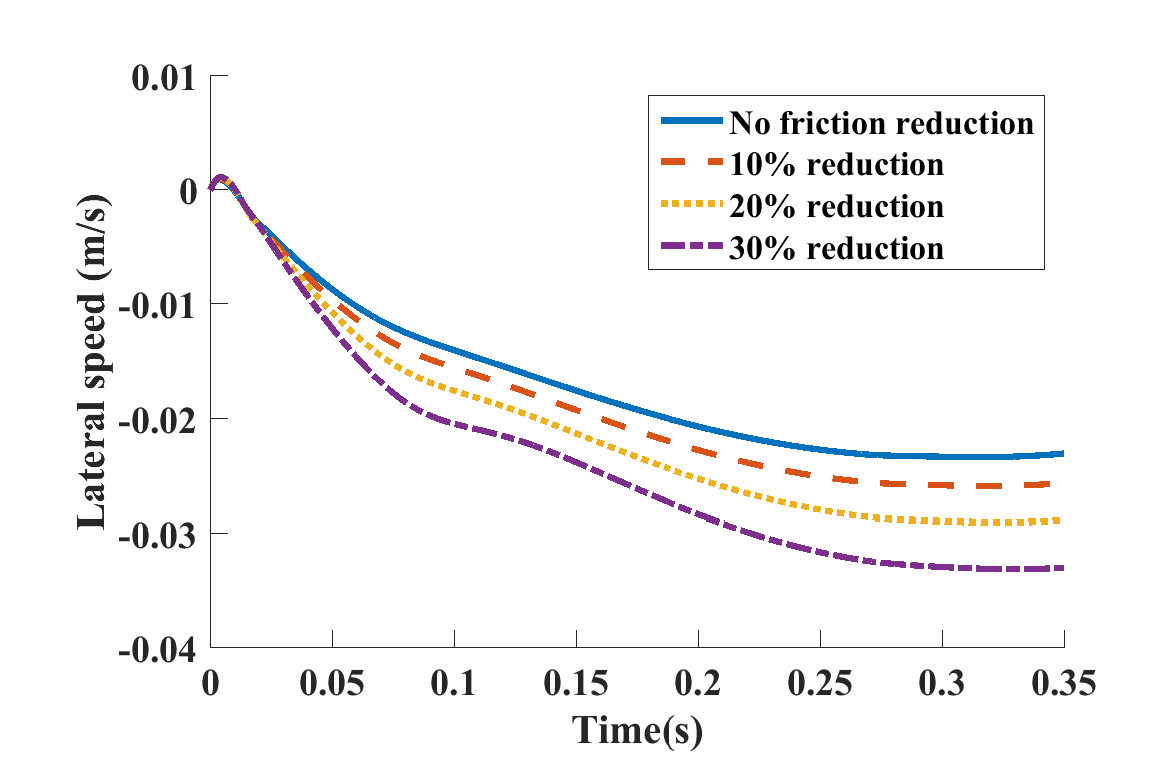 0.01
0
-0.01
-0.02
-0.03
-0.04
Lateral speed (m/s)
No friction reduction
10% reduction
20% reduction
30% reduction
0 0.05 0.1 0.15 0.2 0.25 0.3 0.35
Time(s)